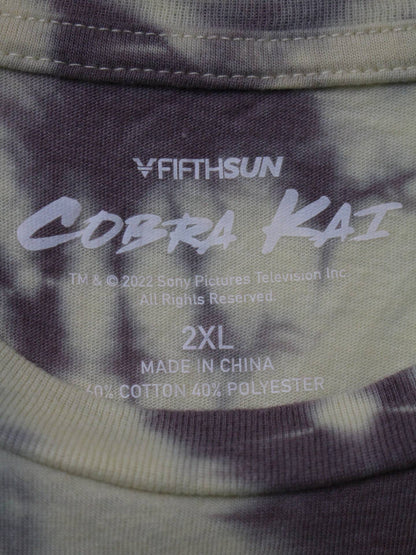 FIFTHSUN
COBRA KAI
TM & © 2022 Sony Pictures Television Inc.
All Rights Reserved.
2XL
MADE IN CHINA
60% COTTON 40% POLYESTER